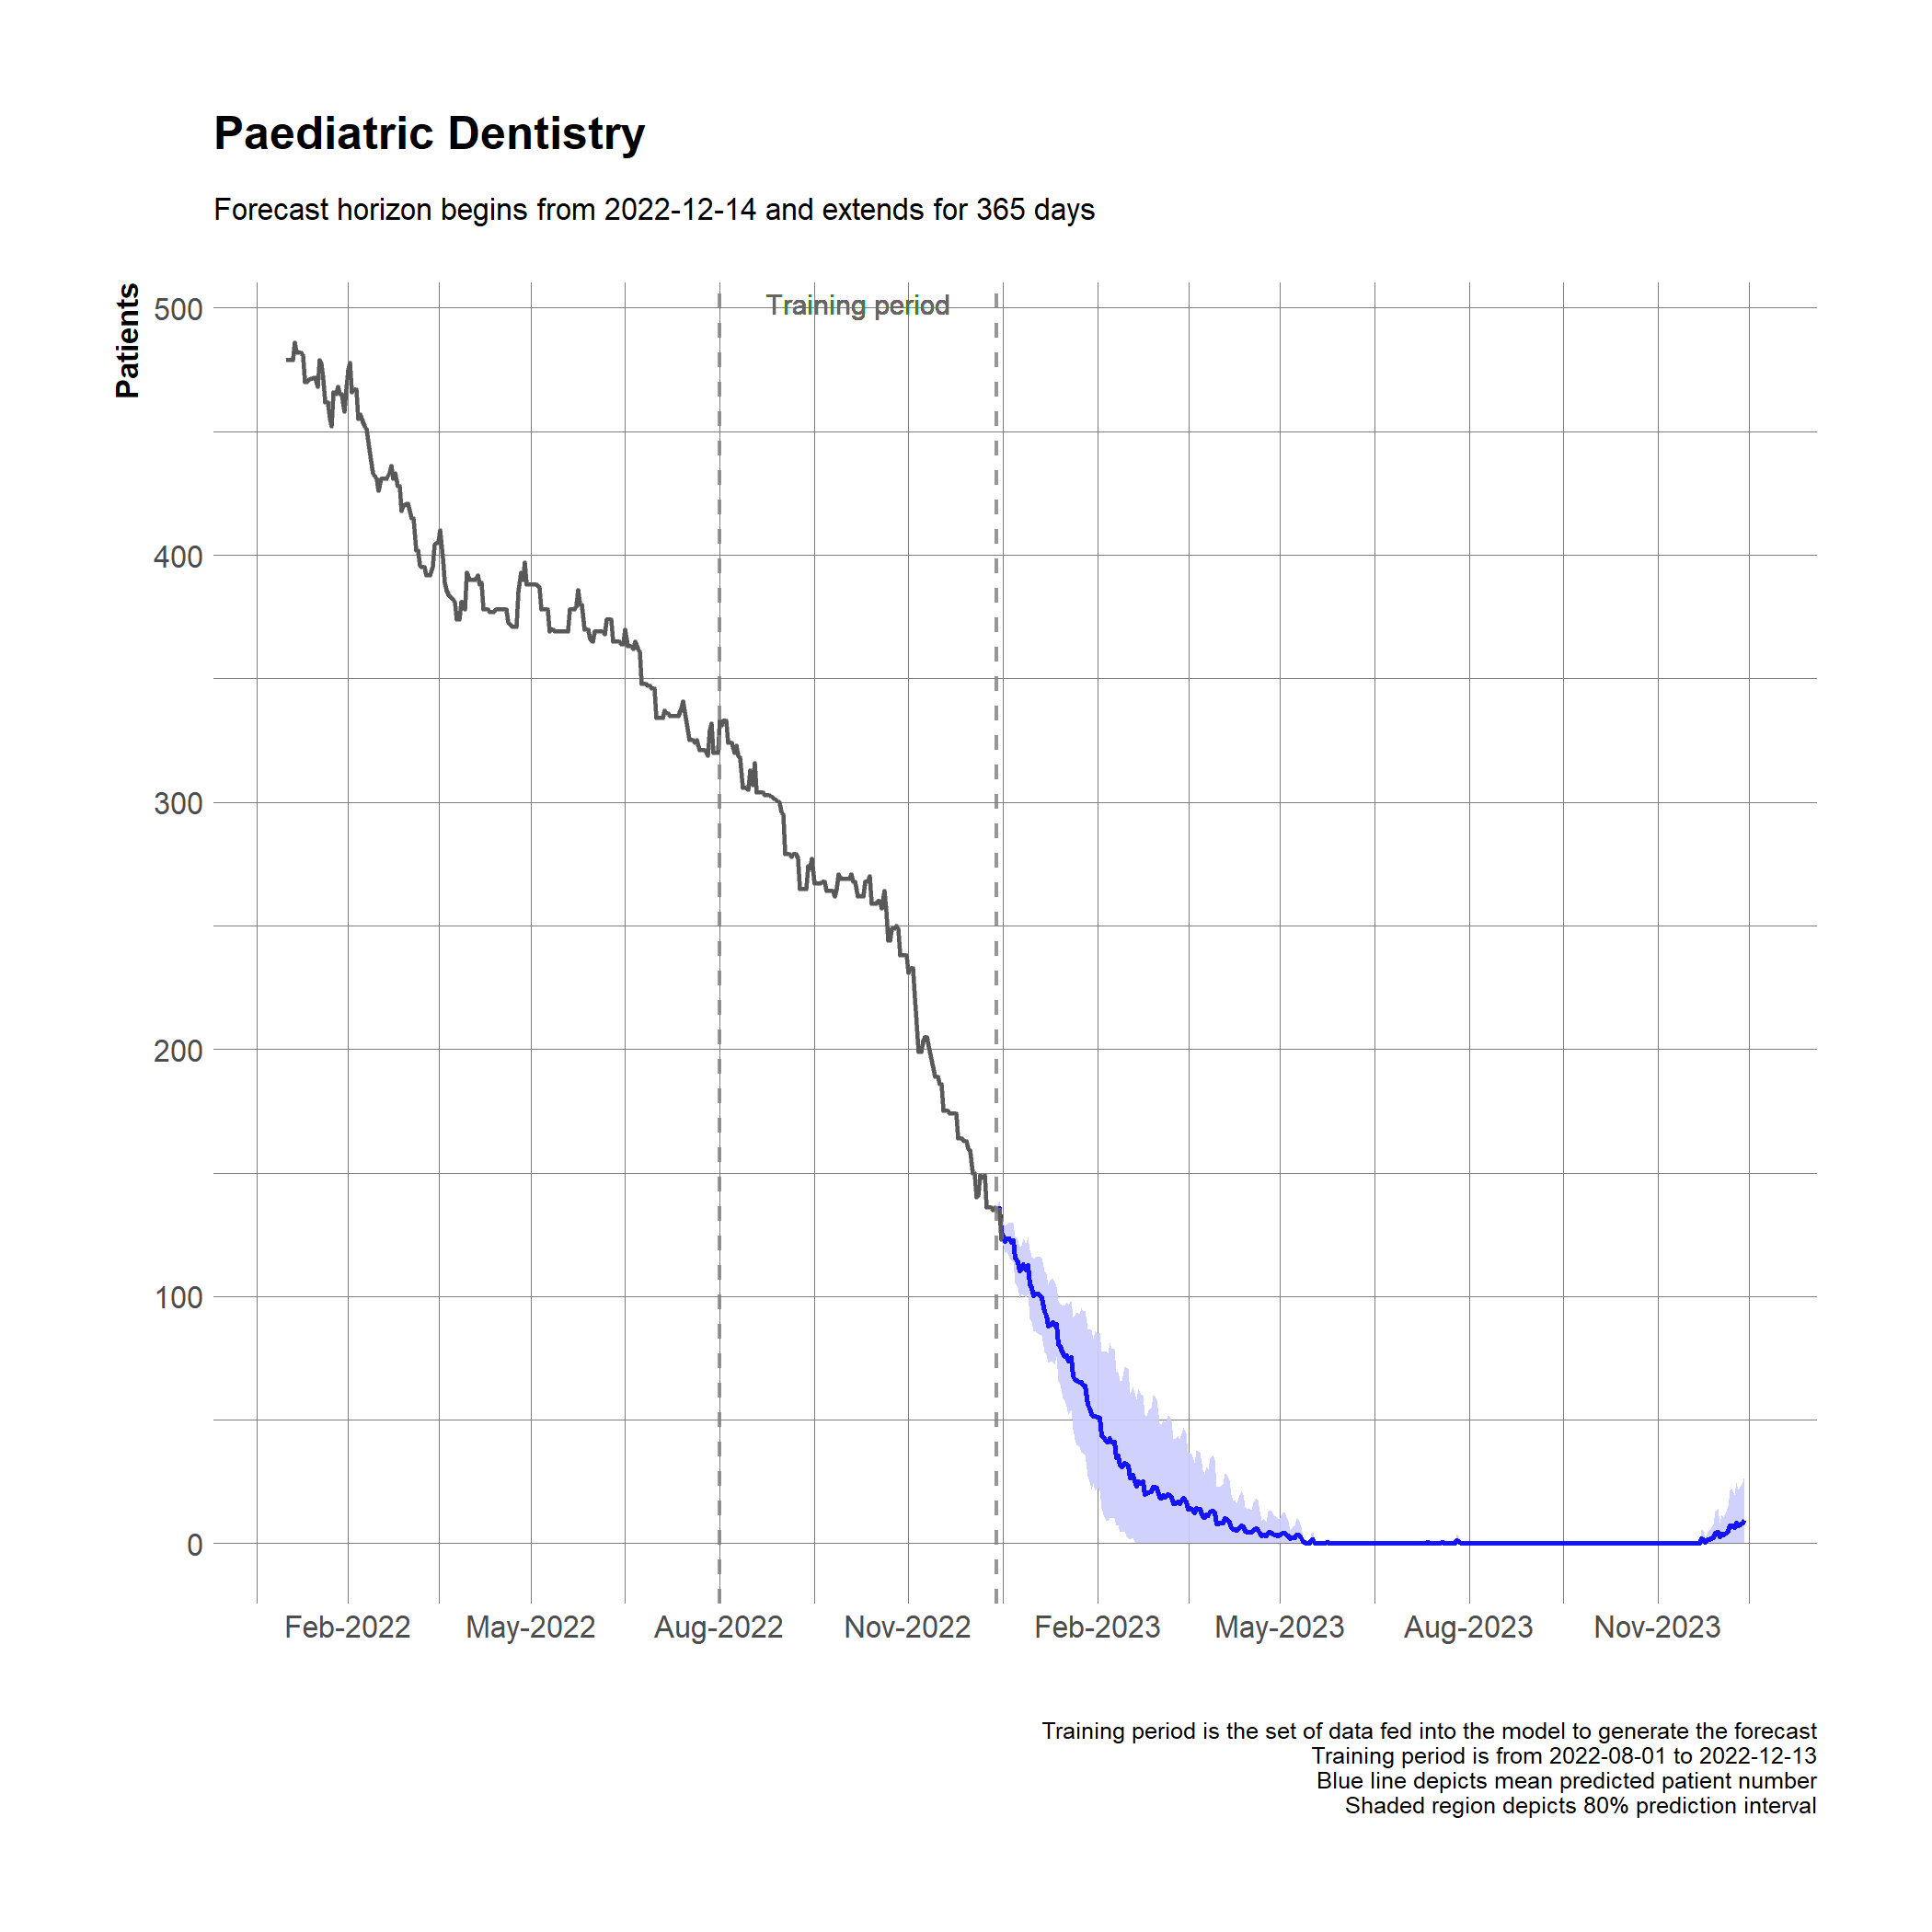 Paediatric Dentistry
Forecast horizon begins from 2022-12-14 and extends for 365 days
Patients
Training period
500
400
300
200
100
0
Feb-2022 May-2022 Aug-2022 Nov-2022 Feb-2023 May-2023 Aug-2023 Nov-2023
Training period is the set of data fed into the model to generate the forecast
Training period is from 2022-08-01 to 2022-12-13
Blue line depicts mean predicted patient number
Shaded region depicts 80% prediction interval